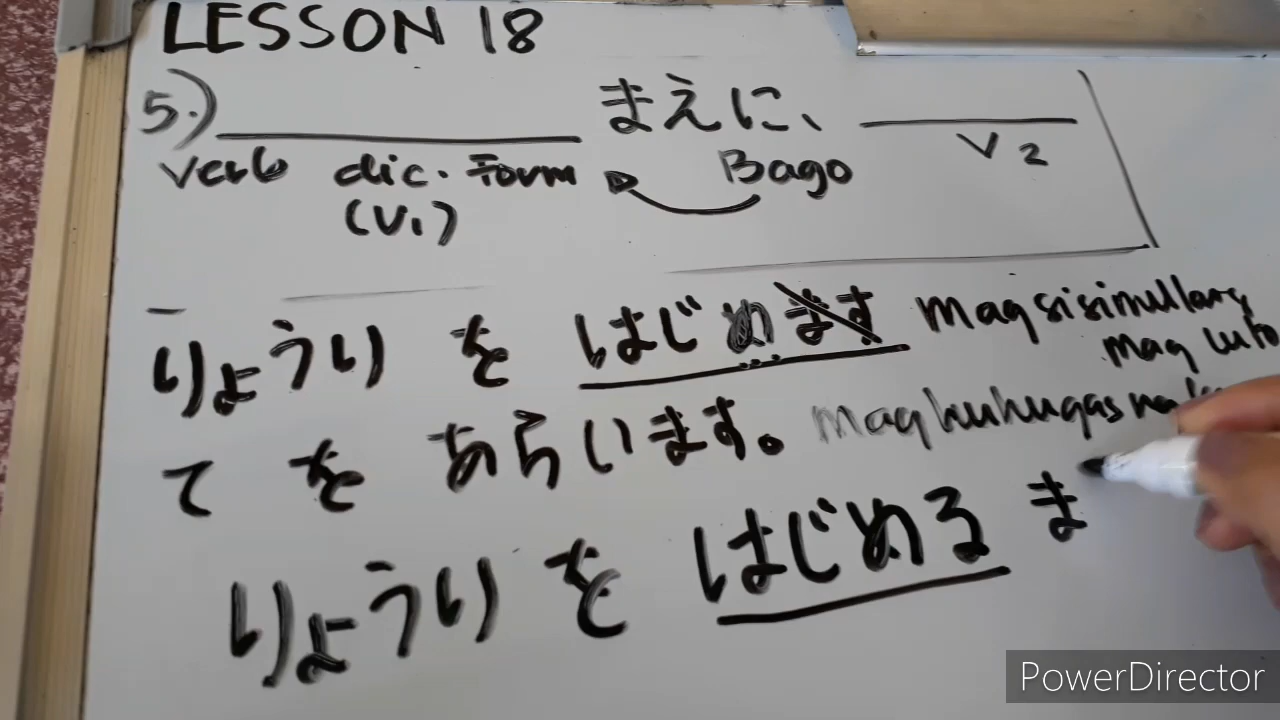 LESSON 18
5.) まえに、
Verb dic. Form Bago V2
(V1)
りょうり を はじめます magsisimulang
mag luto
て を あらいます。 maghuhugas
りょうり を はじめる ま
PowerDirector